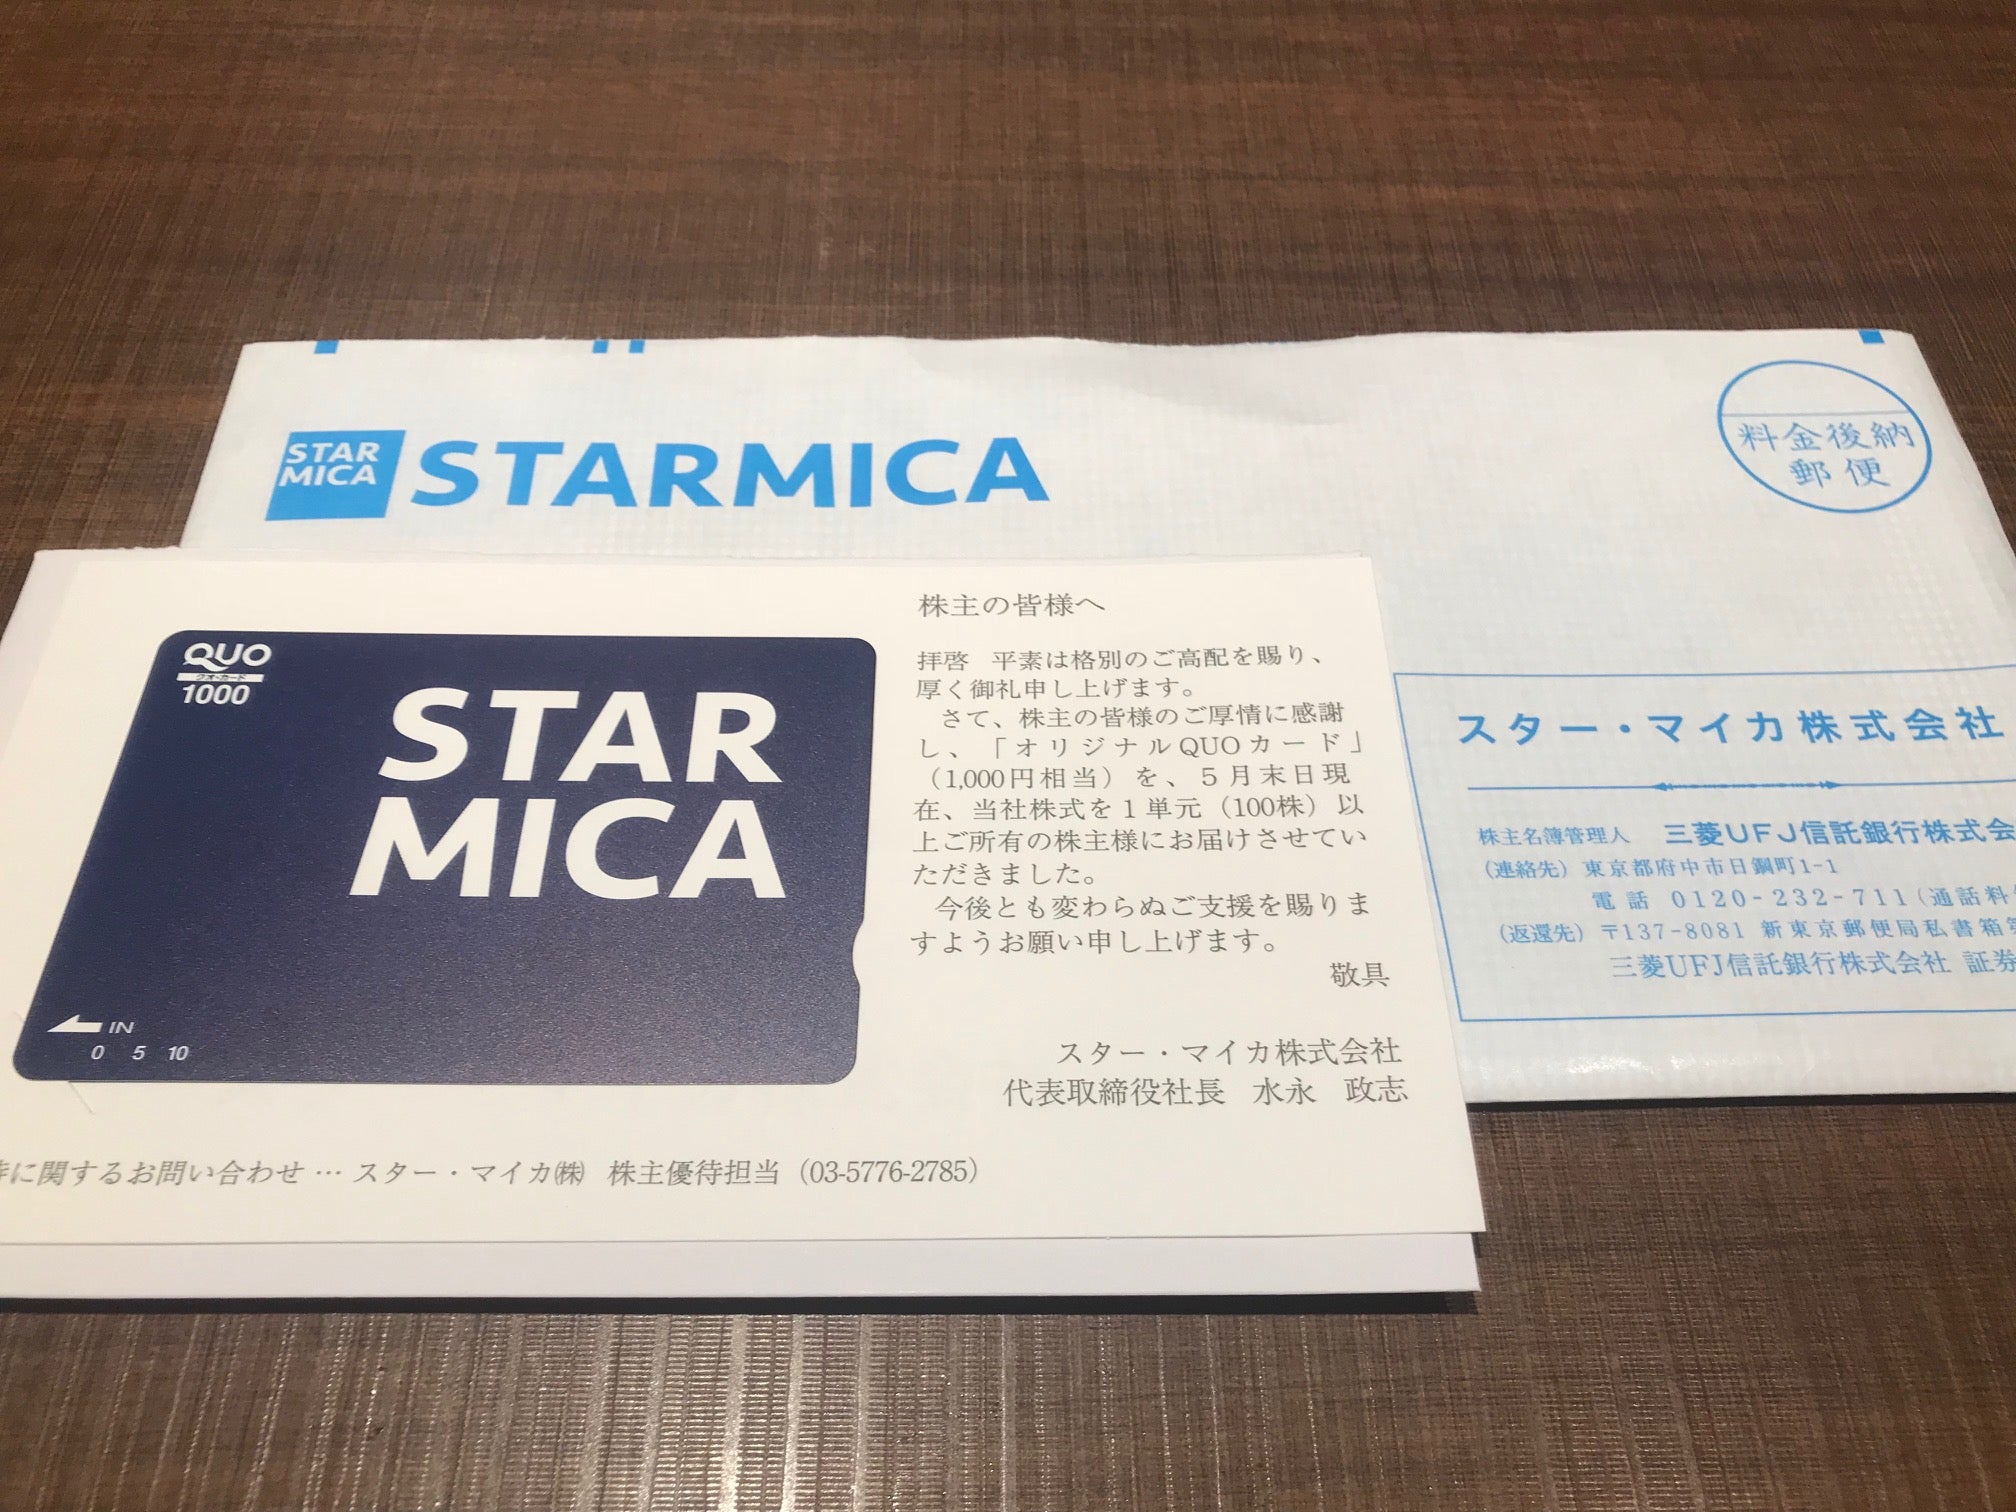 STAR
MICA
STARMICA
料金後納
郵便
スター・マイカ株式会社
株主名簿管理人 三菱UFJ信託銀行株式会
(連絡先) 東京都府中市日鋼町1-1
電話 0120-232-711(通話料
(返還先) 〒137-8081 新東京郵便局私書箱
三菱UFJ信託銀行株式会社 証券
QUO
クオ・カード
1000
STAR
MICA
IN
0 5 10
株主の皆様へ
拝啓 平素は格別のご高配を賜り、
厚く御礼申し上げます。
さて、株主の皆様のご厚情に感謝
し、「オリジナルQUOカード」
(1,000円相当)を、5月末日現
在、当社株式を1単元(100株)以
上ご所有の株主様にお届けさせてい
ただきました。
今後とも変わらぬご支援を賜りま
すようお願い申し上げます。
敬具
スター・マイカ株式会社
代表取締役社長 水永 政志
に関するお問い合わせ … スター・マイカ㈱ 株主優待担当(03-5776-2785)